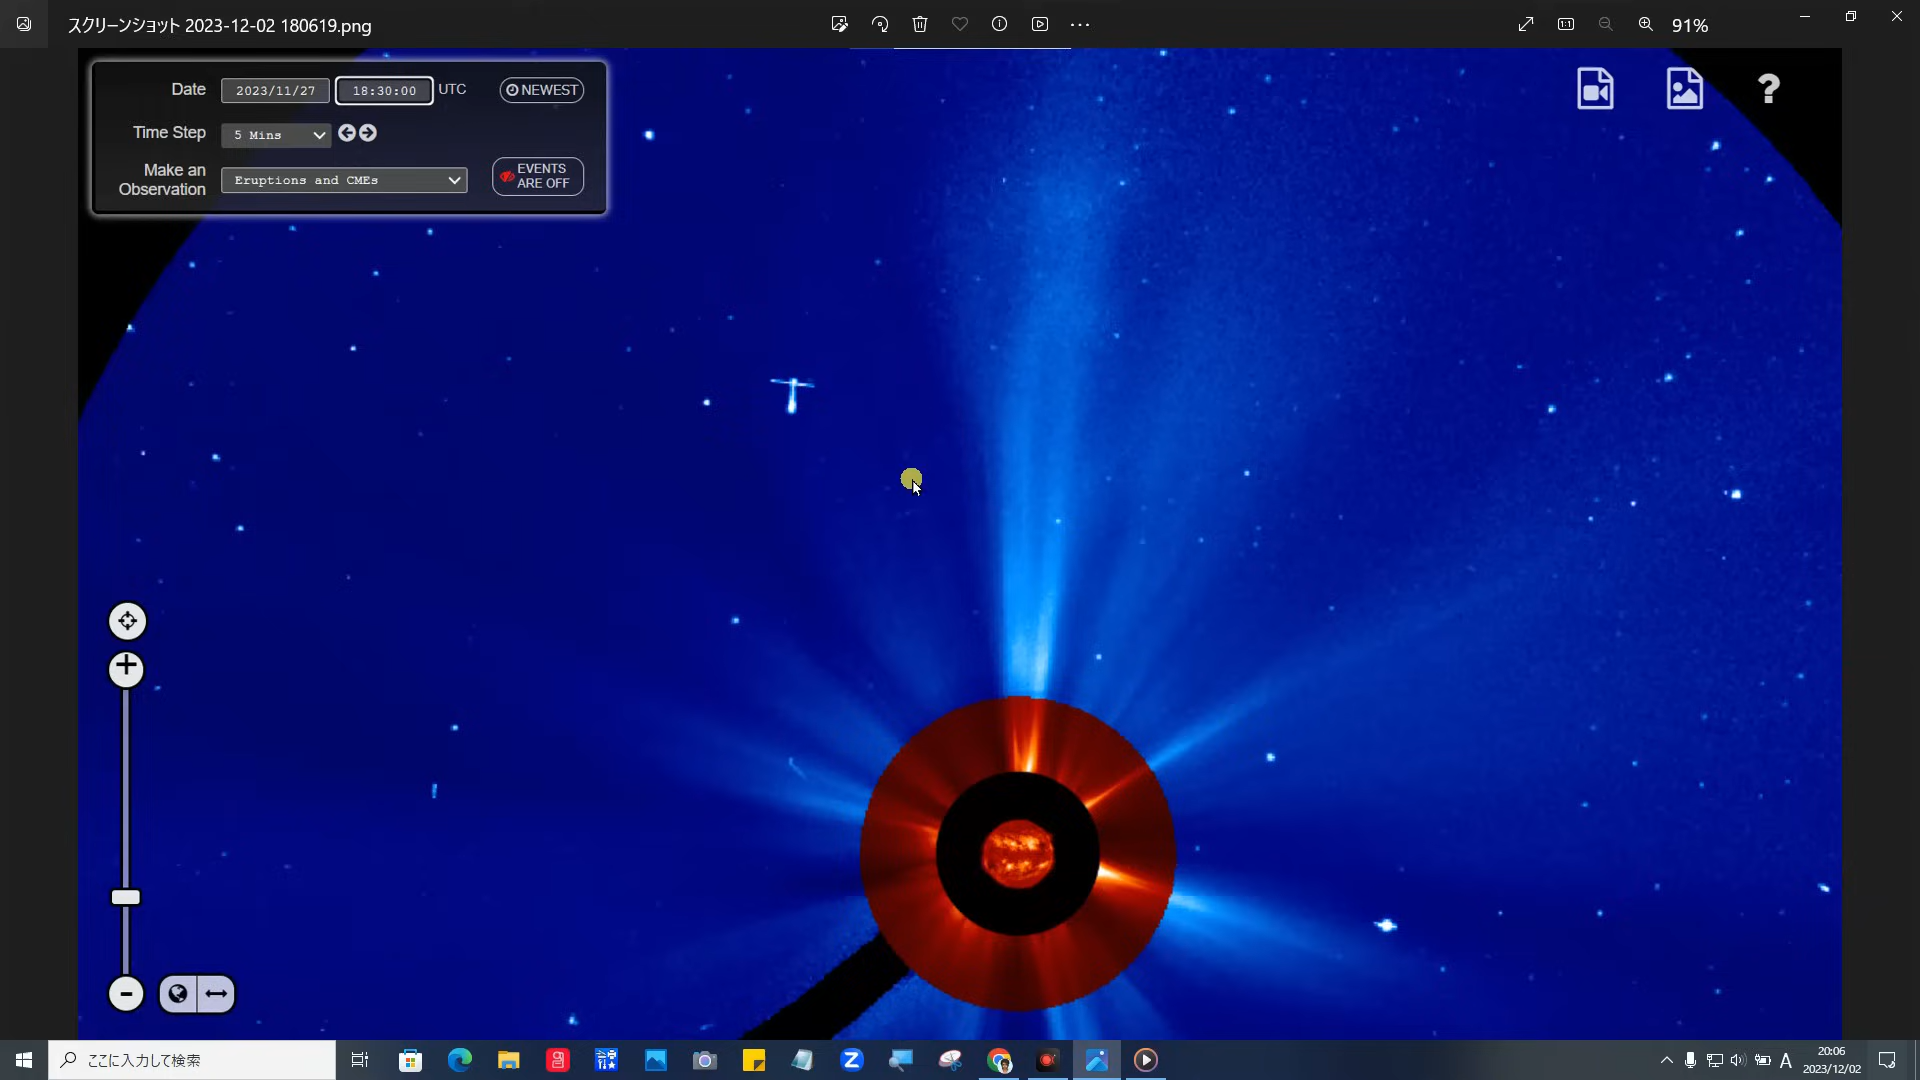 スクリーンショット 2023-12-02 180619.png
91%
Date 2023/11/27 18:30:00 UTC NEWEST
Time Step 5 Mins
Make an Observation Eruptions and CMEs EVENTS ARE OFF
?
ここに入力して検索
A
20:06
2023/12/02